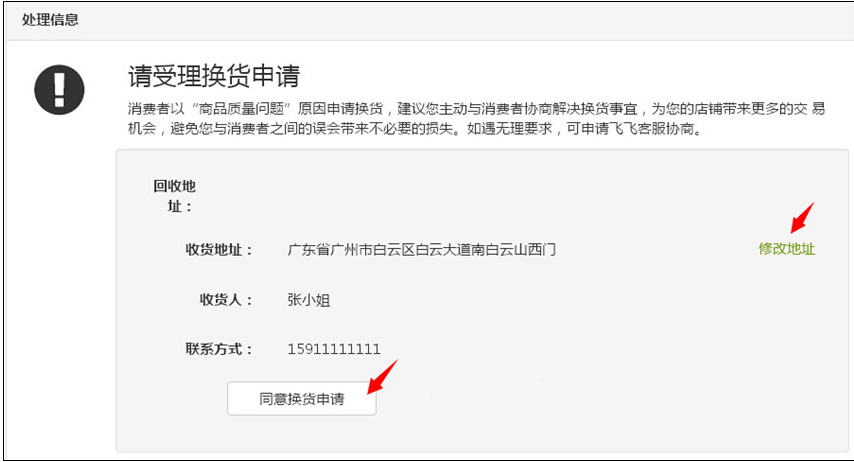 处理信息
请受理换货申请
消费者以“商品质量问题”原因申请换货，建议您主动与消费者协商解决换货事宜，为您的店铺带来更多的交 易
机会，避免您与消费者之间的误会带来不必要的损失。如遇无理要求，可申请飞飞客服协商。
回收地
址：
收货地址： 广东省广州市白云区白云大道南白云山西门 修改地址
收货人： 张小姐
联系方式： 15911111111
同意换货申请